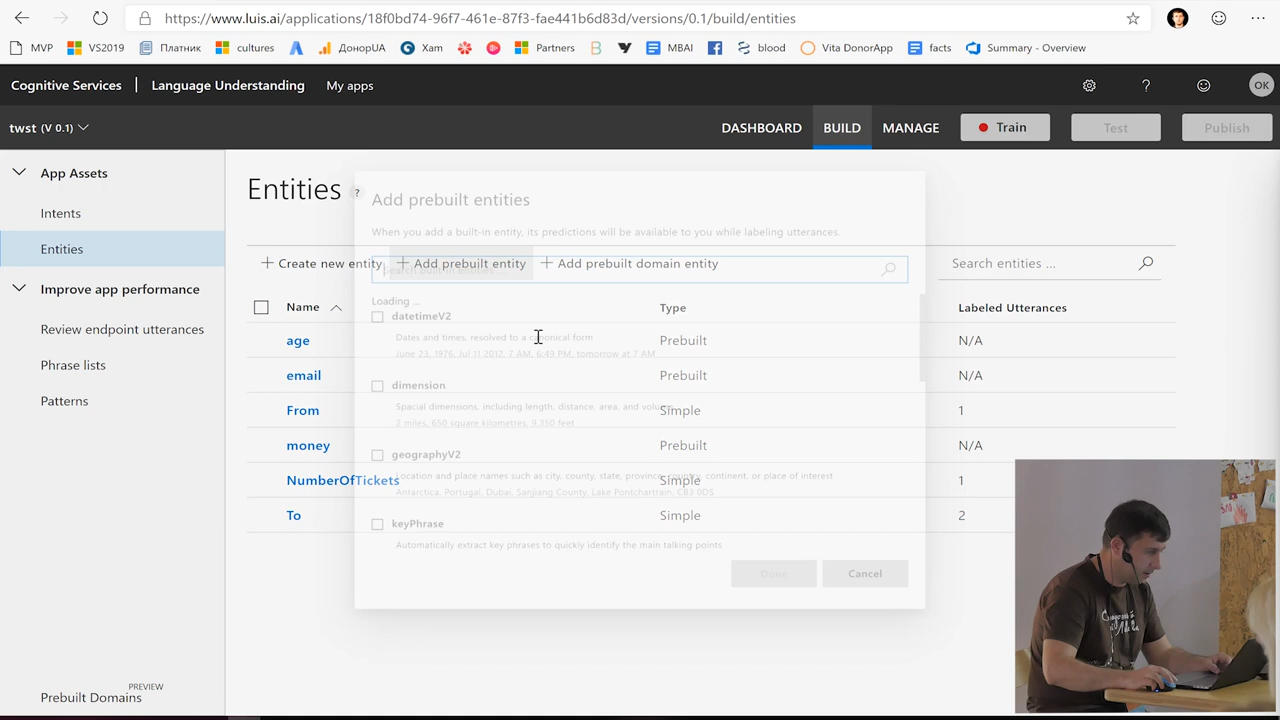 https://www.luis.ai/applications/18f0bd74-96f7-461e-87f3-fae441b6d83d/versions/0.1/build/entities
MVP VS2019 Платник cultures ДонорUA Хам Partners MBAI blood Vita DonorApp facts Summary - Overview
Cognitive Services Language Understanding My apps ? OK
twst (V 0.1) DASHBOARD BUILD MANAGE Train Test Publish
App Assets
Intents
Entities
Improve app performance
Review endpoint utterances
Phrase lists
Patterns
Prebuilt Domains PREVIEW
Entities ?
Create new entity Add prebuilt entity Add prebuilt domain entity Search entities ...
Name Type Labeled Utterances
age Prebuilt N/A
email Prebuilt N/A
From Simple 1
money Prebuilt N/A
NumberOfTickets Simple 1
To Simple 2
Add prebuilt entities
When you add a built-in entity, its predictions will be available to you while labeling utterances.
Loading ...
datetimeV2
Dates and times, resolved to a canonical form
June 23, 1976, Jul 11 2012, 7 AM, 6:49 PM, tomorrow at 7 AM
dimension
Spacial dimensions, including length, distance, area, and volume
2 miles, 650 square kilometres, 9,350 feet
geographyV2
Location and place names such as city, county, state, province, country, continent, or place of interest
Antarctica, Portugal, Dubai, Sanjiang County, Lake Pontchartrain, CB3 0DS
keyPhrase
Automatically extract key phrases to quickly identify the main talking points
Done Cancel